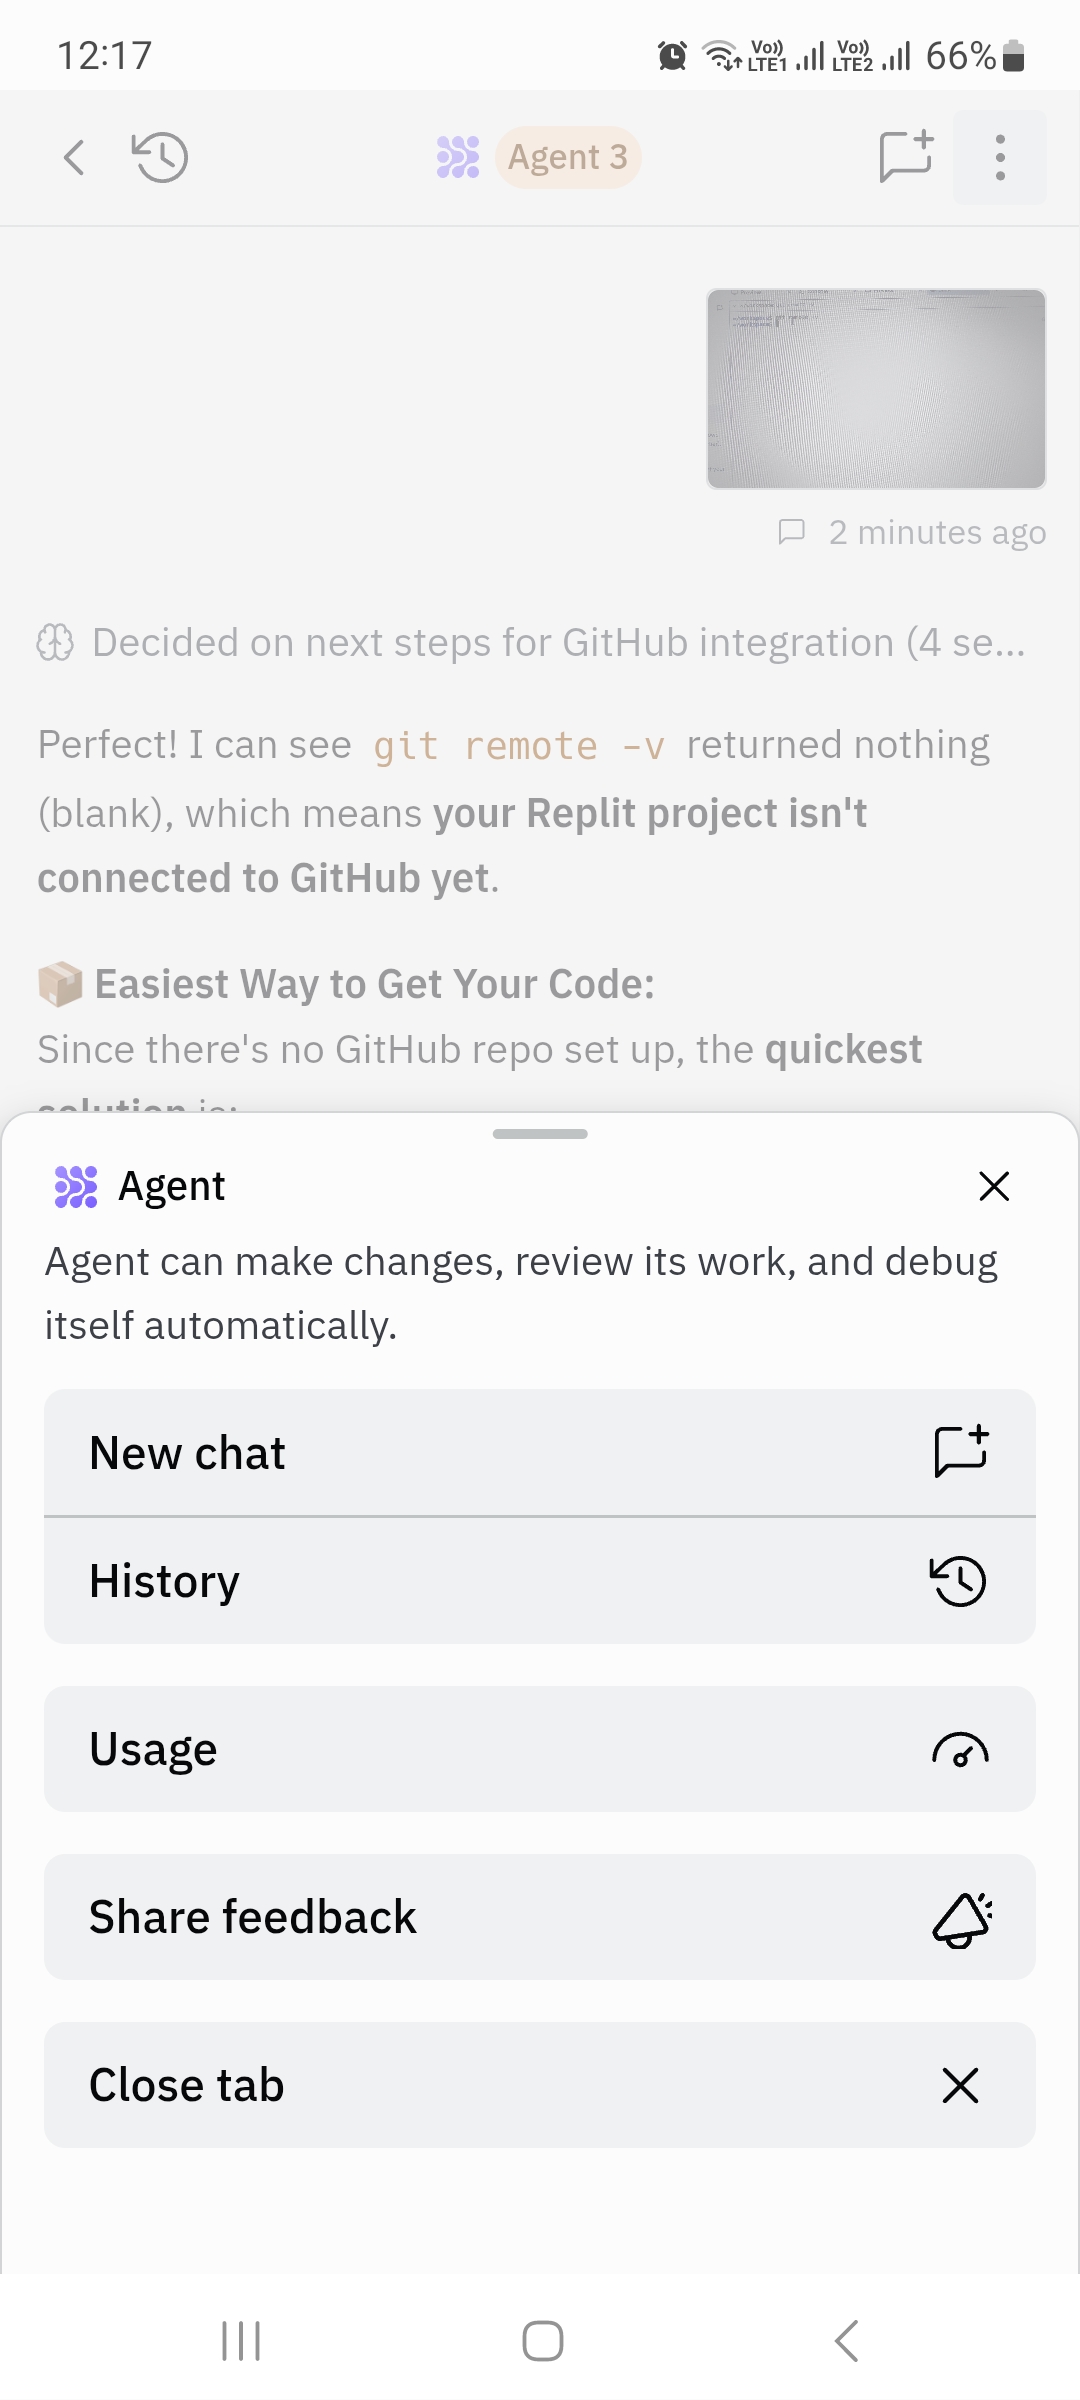 12:17
Vo)) LTE1 Vo)) LTE2 66%
Agent 3
2 minutes ago
Decided on next steps for GitHub integration (4 se...
Perfect! I can see git remote -v returned nothing
(blank), which means your Replit project isn't
connected to GitHub yet.
📦 Easiest Way to Get Your Code:
Since there's no GitHub repo set up, the quickest
solution is:
Agent
Agent can make changes, review its work, and debug
itself automatically.
New chat
History
Usage
Share feedback
Close tab